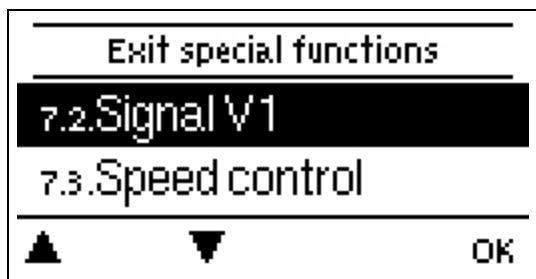 Exit special functions
7.2.Signal V1
7.3.Speed control
OK